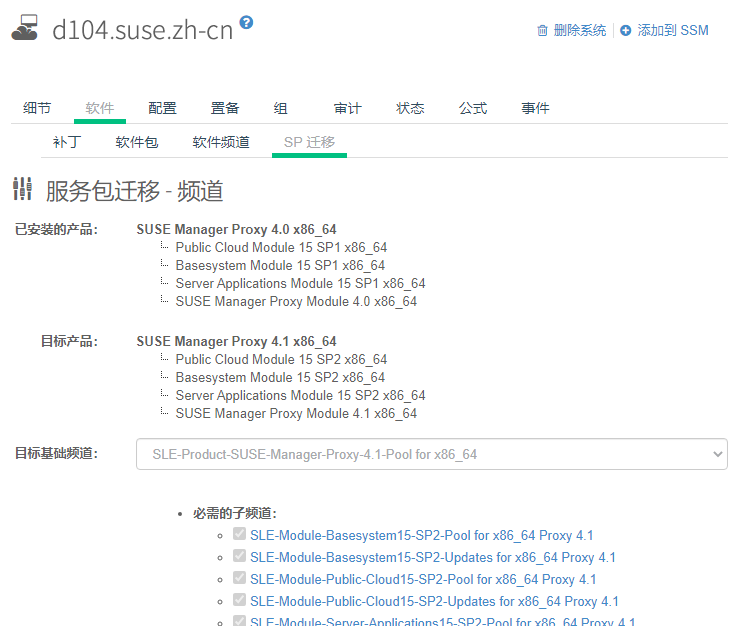 d104.suse.zh-cn ?
删除系统 添加到 SSM
细节 软件 配置 置备 组 审计 状态 公式 事件
补丁 软件包 软件频道 SP 迁移
服务包迁移 - 频道
已安装的产品: SUSE Manager Proxy 4.0 x86_64
Public Cloud Module 15 SP1 x86_64
Basesystem Module 15 SP1 x86_64
Server Applications Module 15 SP1 x86_64
SUSE Manager Proxy Module 4.0 x86_64
目标产品: SUSE Manager Proxy 4.1 x86_64
Public Cloud Module 15 SP2 x86_64
Basesystem Module 15 SP2 x86_64
Server Applications Module 15 SP2 x86_64
SUSE Manager Proxy Module 4.1 x86_64
目标基础频道: SLE-Product-SUSE-Manager-Proxy-4.1-Pool for x86_64
必需的子频道:
SLE-Module-Basesystem15-SP2-Pool for x86_64 Proxy 4.1
SLE-Module-Basesystem15-SP2-Updates for x86_64 Proxy 4.1
SLE-Module-Public-Cloud15-SP2-Pool for x86_64 Proxy 4.1
SLE-Module-Public-Cloud15-SP2-Updates for x86_64 Proxy 4.1
SLE-Module-Server-Applications15-SP2-Pool for x86_64 Proxy 4.1